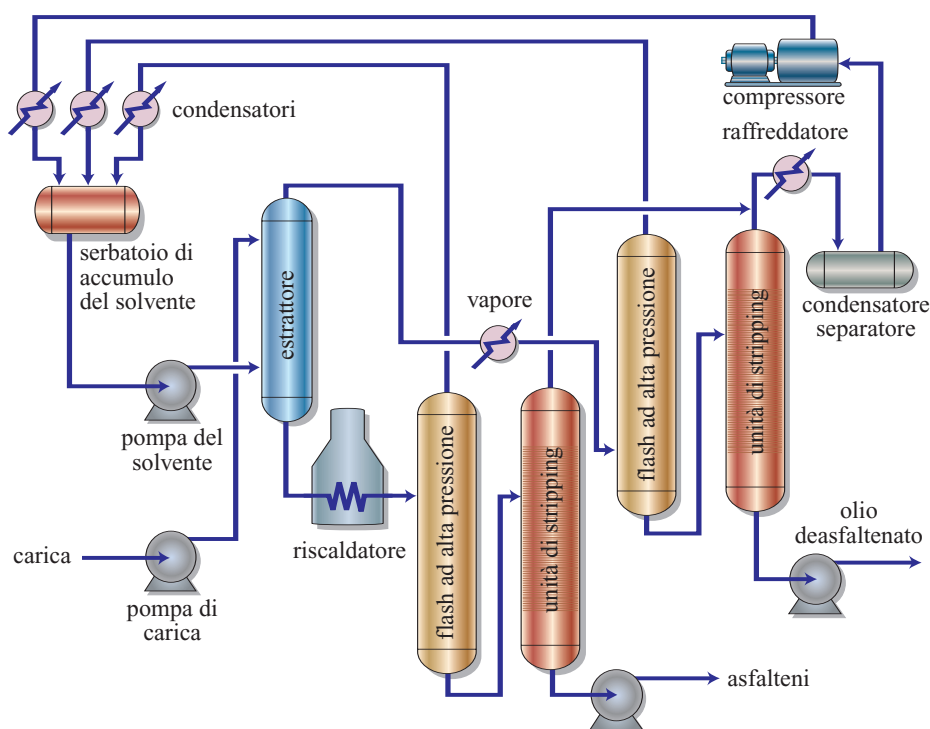 condensatori
compressore
raffreddatore
serbatoio di
accumulo
del solvente
estrattore
vapore
flash ad alta pressione
unità di stripping
condensatore
separatore
pompa del
solvente
riscaldatore
flash ad alta pressione
unità di stripping
olio
deasfaltenato
carica
pompa di
carica
asfalteni